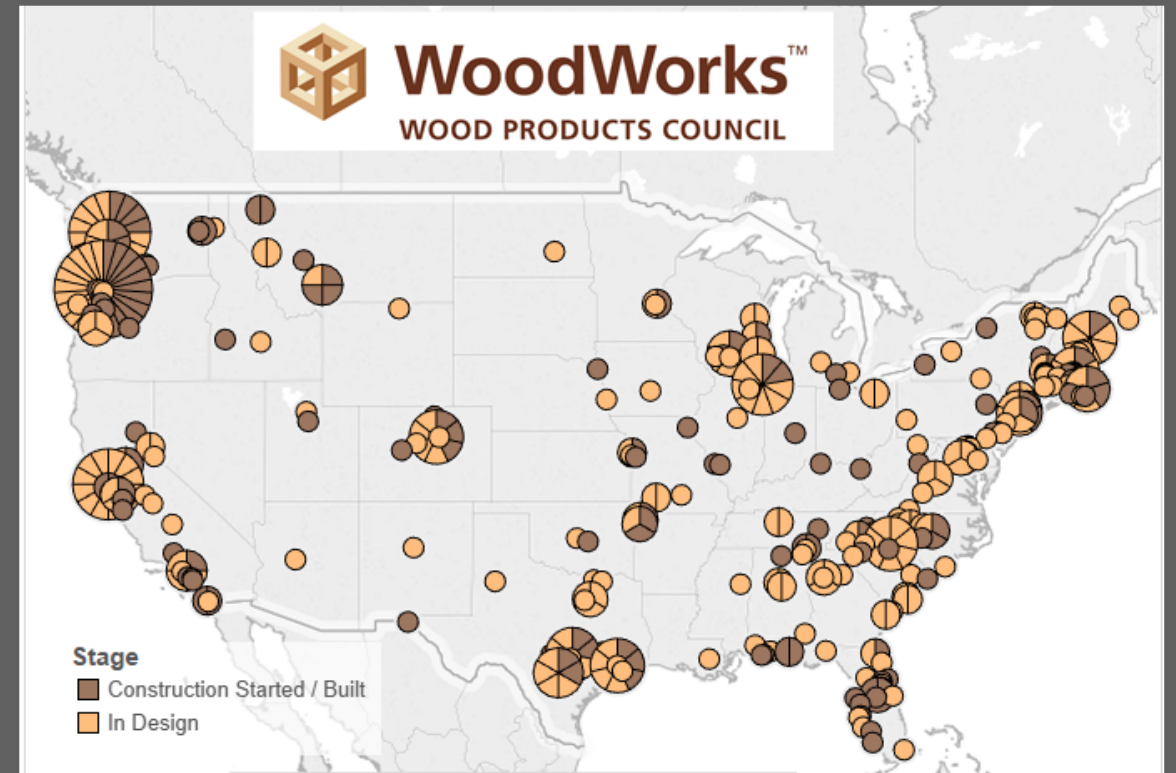 WoodWorks™
WOOD PRODUCTS COUNCIL
Stage
Construction Started / Built
In Design